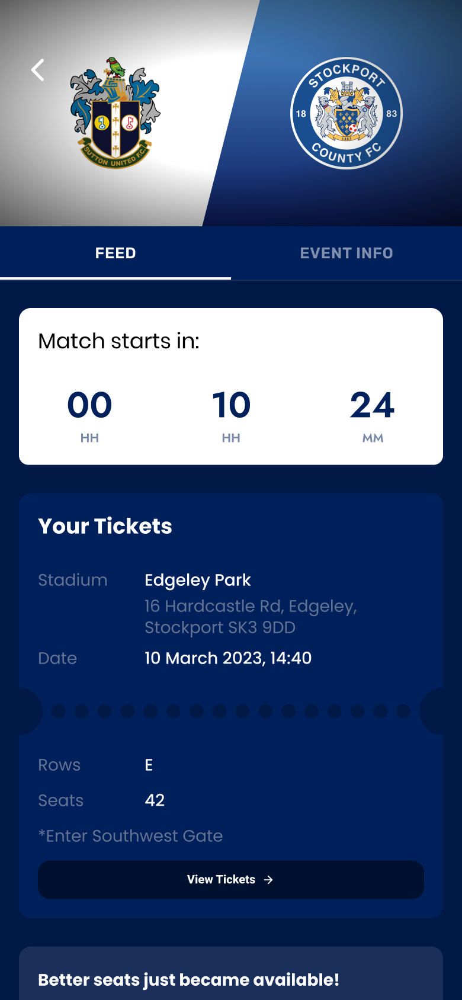 SUTTON UNITED F.C.
STOCKPORT
18 83
1883
COUNTY FC
FEED EVENT INFO
Match starts in:
00 10 24
HH HH MM
Your Tickets
Stadium Edgeley Park
16 Hardcastle Rd, Edgeley,
Stockport SK3 9DD
Date 10 March 2023, 14:40
Rows E
Seats 42
*Enter Southwest Gate
View Tickets →
Better seats just became available!